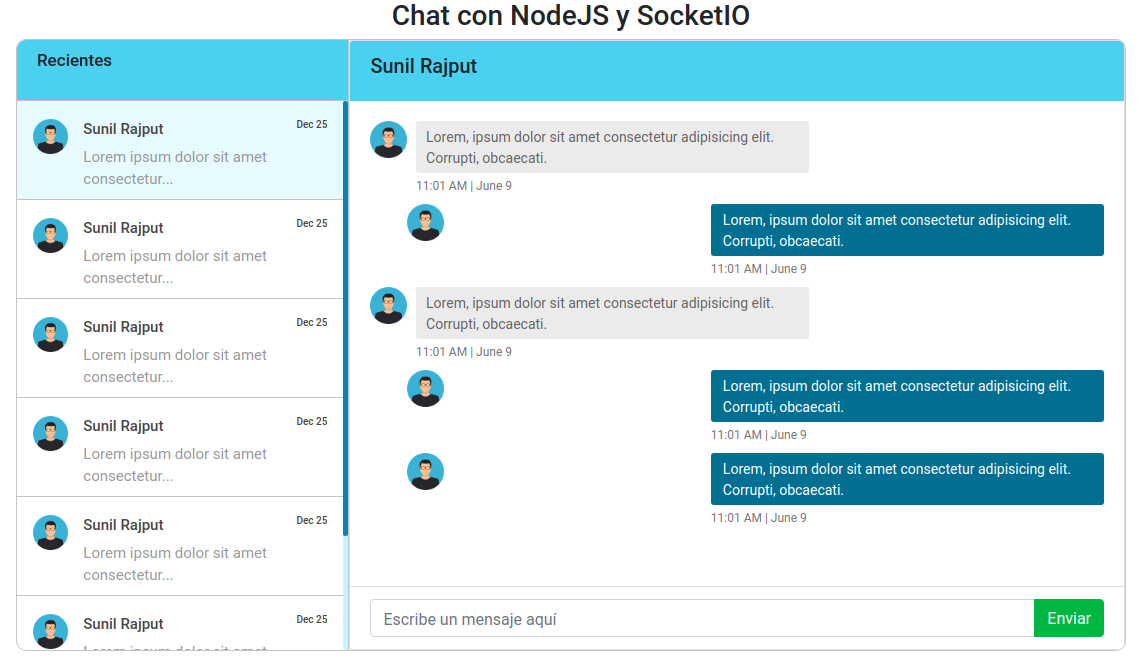 Chat con NodeJS y SocketIO
Recientes
Sunil Rajput
Dec 25
Lorem ipsum dolor sit amet
consectetur...
Sunil Rajput
Dec 25
Lorem ipsum dolor sit amet
consectetur...
Sunil Rajput
Dec 25
Lorem ipsum dolor sit amet
consectetur...
Sunil Rajput
Dec 25
Lorem ipsum dolor sit amet
consectetur...
Sunil Rajput
Dec 25
Lorem ipsum dolor sit amet
consectetur...
Sunil Rajput
Dec 25
Lorem ipsum dolor sit amet
Sunil Rajput
Lorem, ipsum dolor sit amet consectetur adipisicing elit.
Corrupti, obcaecati.
11:01 AM | June 9
Lorem, ipsum dolor sit amet consectetur adipisicing elit.
Corrupti, obcaecati.
11:01 AM | June 9
Lorem, ipsum dolor sit amet consectetur adipisicing elit.
Corrupti, obcaecati.
11:01 AM | June 9
Lorem, ipsum dolor sit amet consectetur adipisicing elit.
Corrupti, obcaecati.
11:01 AM | June 9
Lorem, ipsum dolor sit amet consectetur adipisicing elit.
Corrupti, obcaecati.
11:01 AM | June 9
Escribe un mensaje aquí
Enviar